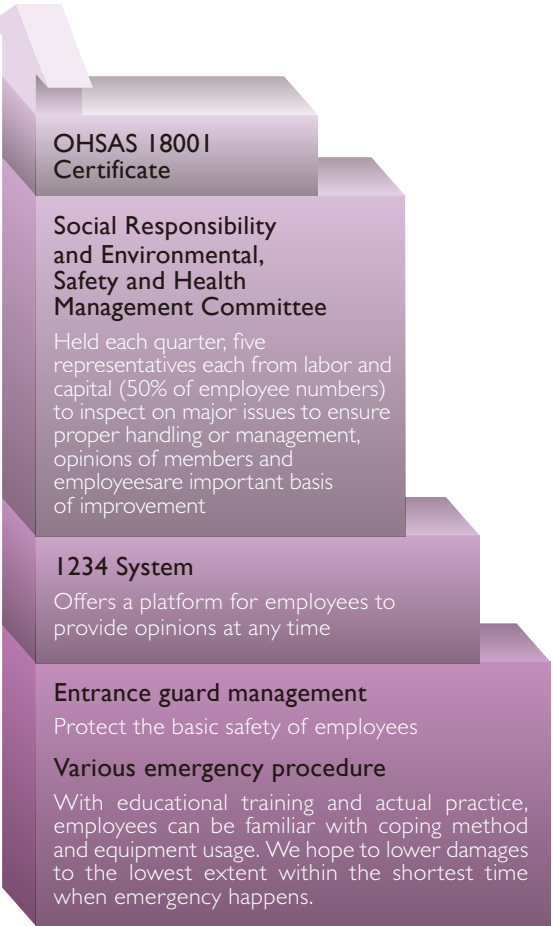 OHSAS 18001
Certificate
Social Responsibility
and Environmental,
Safety and Health
Management Committee
Held each quarter, five
representatives each from labor and
capital (50% of employee numbers)
to inspect on major issues to ensure
proper handling or management,
opinions of members and
employeesare important basis
of improvement
1234 System
Offers a platform for employees to
provide opinions at any time
Entrance guard management
Protect the basic safety of employees
Various emergency procedure
With educational training and actual practice,
employees can be familiar with coping method
and equipment usage. We hope to lower damages
to the lowest extent within the shortest time
when emergency happens.